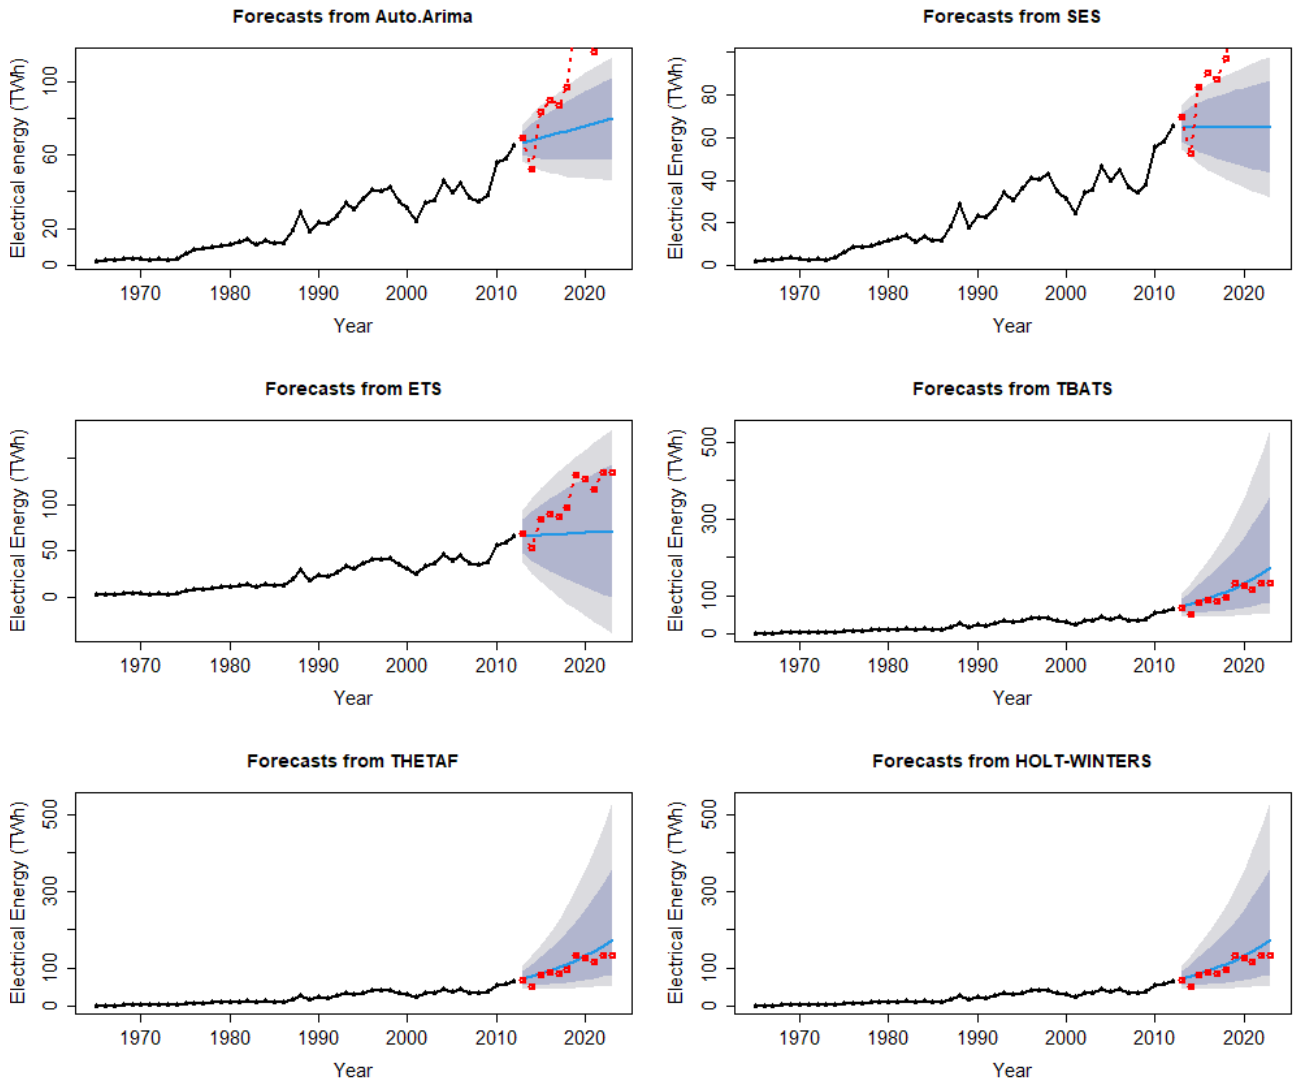 Forecasts from Auto.Arima
Electrical energy (TWh)
100
60
20
0
1970 1980 1990 2000 2010 2020
Year
Forecasts from SES
Electrical Energy (TWh)
80
60
40
20
0
1970 1980 1990 2000 2010 2020
Year
Forecasts from ETS
Electrical Energy (TWh)
100
50
0
1970 1980 1990 2000 2010 2020
Year
Forecasts from TBATS
Electrical Energy (TWh)
500
300
100
0
1970 1980 1990 2000 2010 2020
Year
Forecasts from THETAF
Electrical Energy (TWh)
500
300
100
0
1970 1980 1990 2000 2010 2020
Year
Forecasts from HOLT-WINTERS
Electrical Energy (TWh)
500
300
100
0
1970 1980 1990 2000 2010 2020
Year